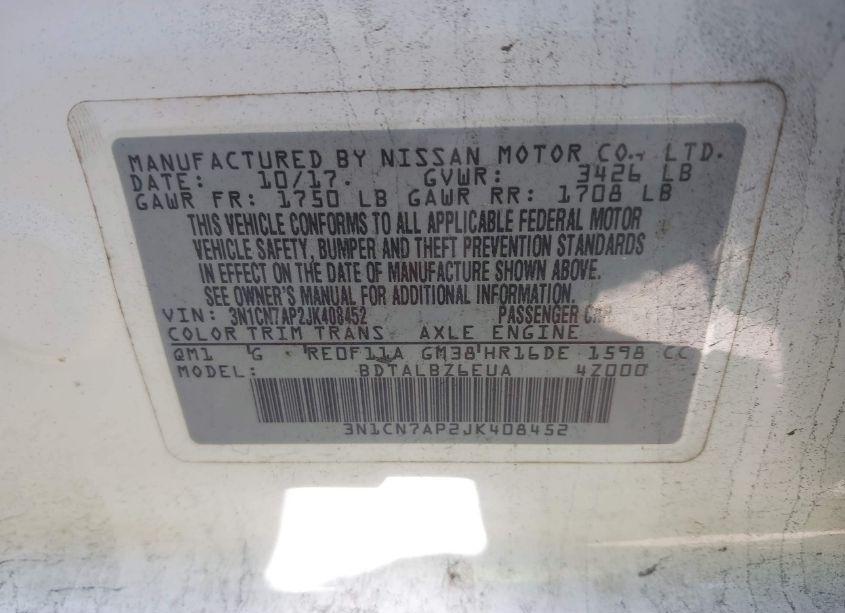 MANUFACTURED BY NISSAN MOTOR CO., LTD.
DATE: 10/17. GVWR: 3426 LB
GAWR FR: 1750 LB GAWR RR: 1708 LB
THIS VEHICLE CONFORMS TO ALL APPLICABLE FEDERAL MOTOR
VEHICLE SAFETY, BUMPER AND THEFT PREVENTION STANDARDS
IN EFFECT ON THE DATE OF MANUFACTURE SHOWN ABOVE.
SEE OWNER'S MANUAL FOR ADDITIONAL INFORMATION.
VIN: 3N1CN7AP2JK408452 PASSENGER CAR
COLOR TRIM TRANS AXLE ENGINE
QM1 G RE0F11A GM38 HR16DE 1598 CC
MODEL: BDTALBZ6EUA 4Z000
3N1CN7AP2JK408452